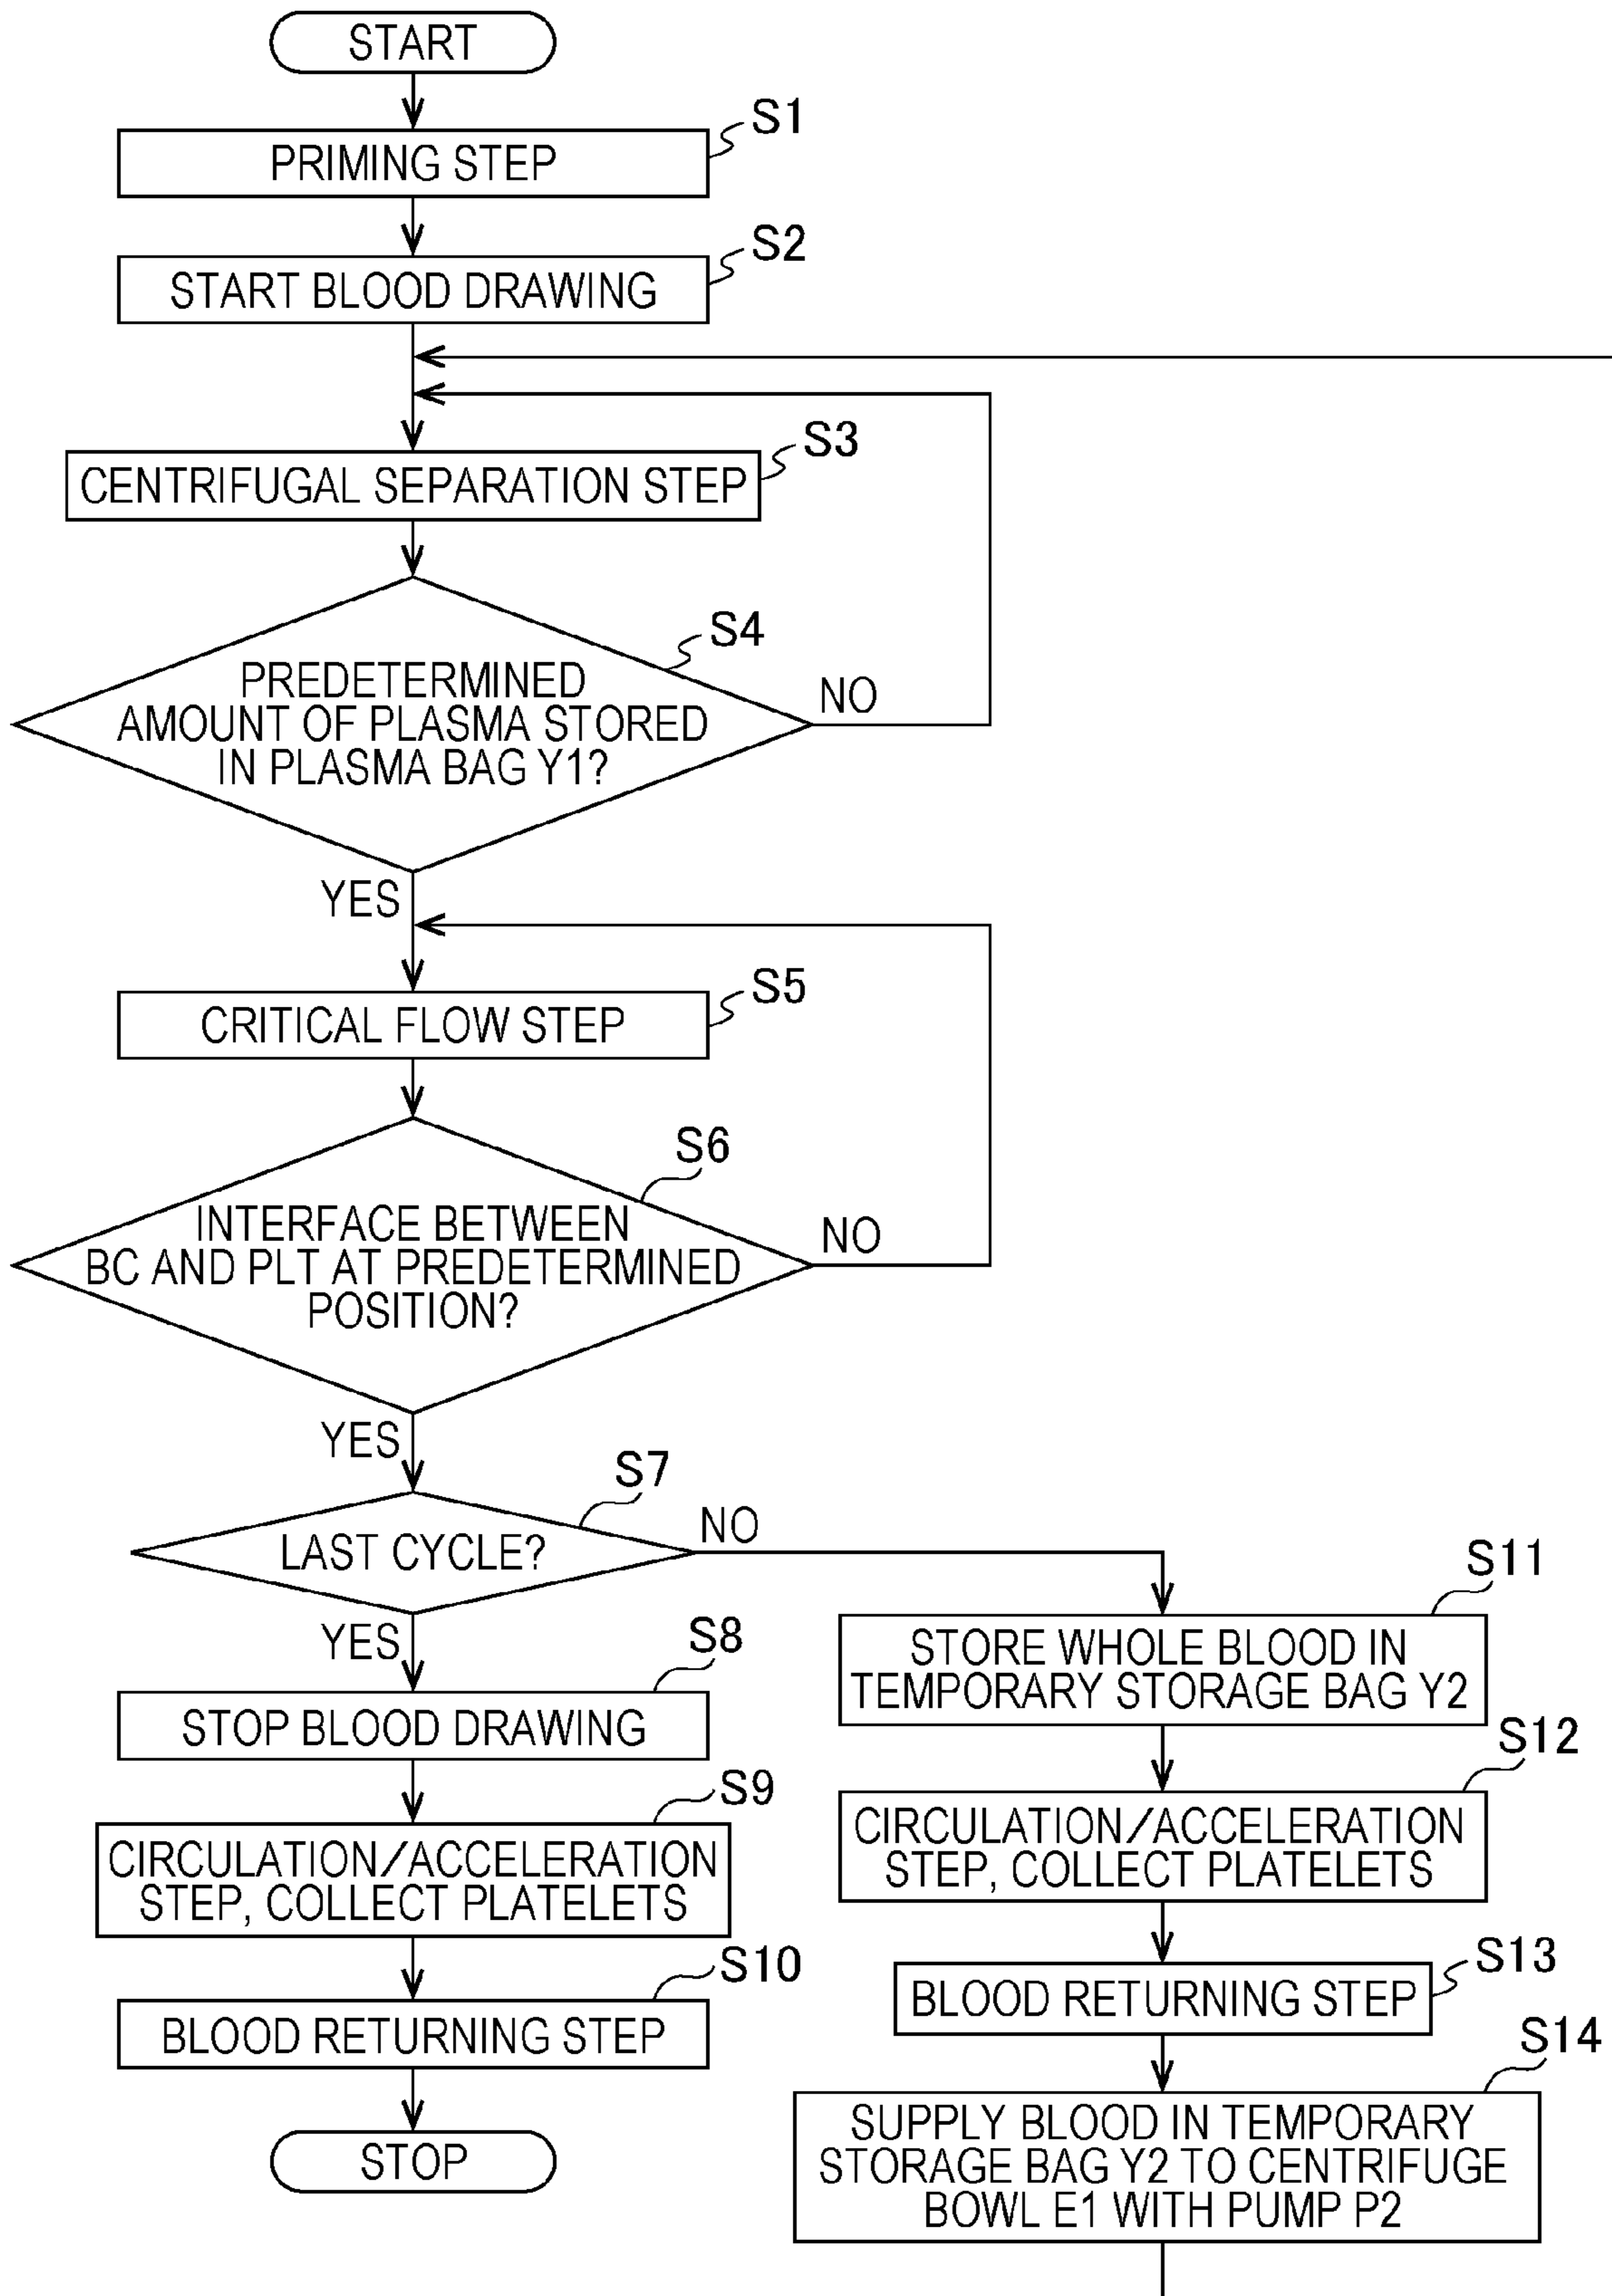 START
S1
PRIMING STEP
S2
START BLOOD DRAWING
S3
CENTRIFUGAL SEPARATION STEP
S4
PREDETERMINED
AMOUNT OF PLASMA STORED
IN PLASMA BAG Y1?
NO
YES
S5
CRITICAL FLOW STEP
S6
INTERFACE BETWEEN
BC AND PLT AT PREDETERMINED
POSITION?
NO
YES
S7
LAST CYCLE?
NO
YES
S8
STOP BLOOD DRAWING
S9
CIRCULATION/ACCELERATION
STEP, COLLECT PLATELETS
S10
BLOOD RETURNING STEP
STOP
S11
STORE WHOLE BLOOD IN
TEMPORARY STORAGE BAG Y2
S12
CIRCULATION/ACCELERATION
STEP, COLLECT PLATELETS
S13
BLOOD RETURNING STEP
S14
SUPPLY BLOOD IN TEMPORARY
STORAGE BAG Y2 TO CENTRIFUGE
BOWL E1 WITH PUMP P2